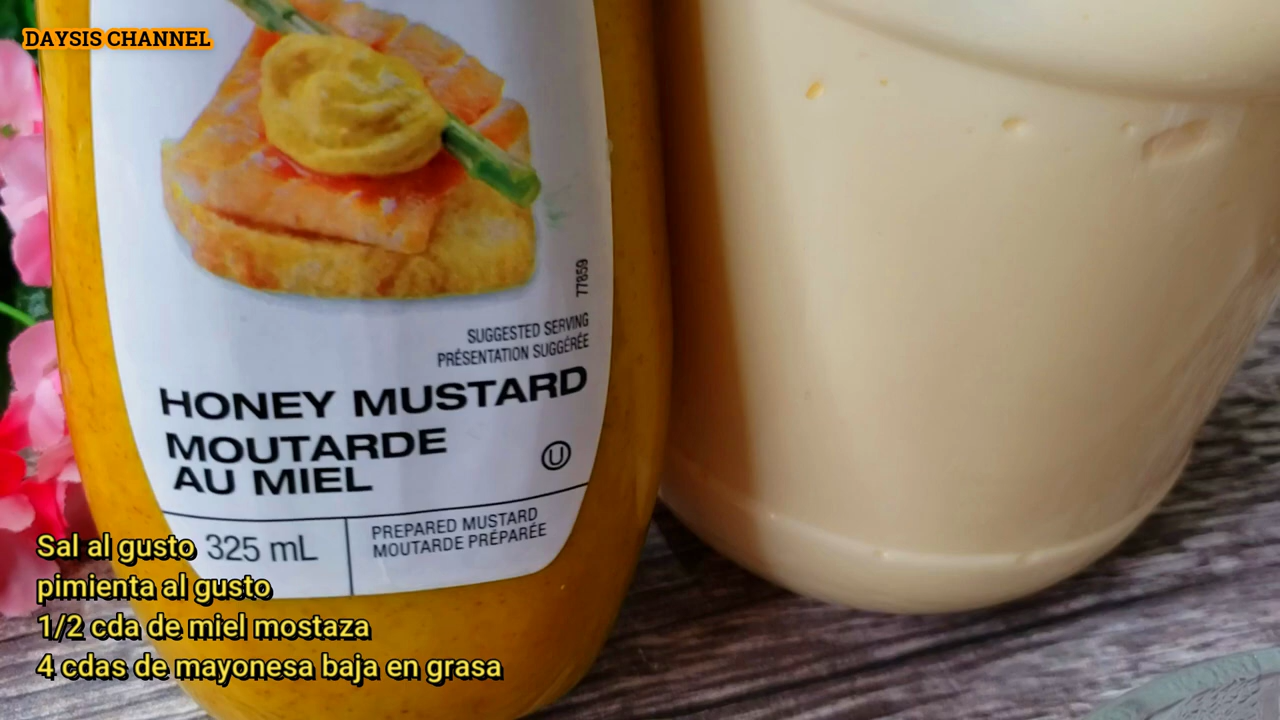 DAYSIS CHANNEL
77859
SUGGESTED SERVING
PRÉSENTATION SUGGÉRÉE
HONEY MUSTARD
MOUTARDE
AU MIEL
U
325 mL
PREPARED MUSTARD
MOUTARDE PRÉPARÉE
Sal al gusto
pimienta al gusto
1/2 cda de miel mostaza
4 cdas de mayonesa baja en grasa